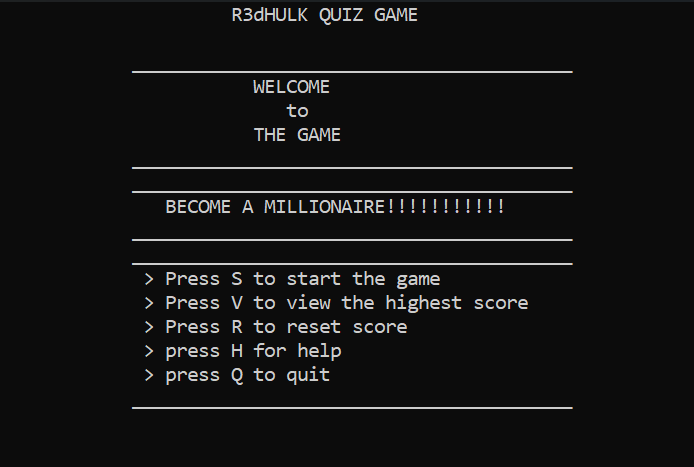 R3dHULK QUIZ GAME
WELCOME
to
THE GAME
BECOME A MILLIONAIRE!!!!!!!!!!!
> Press S to start the game
> Press V to view the highest score
> Press R to reset score
> press H for help
> press Q to quit